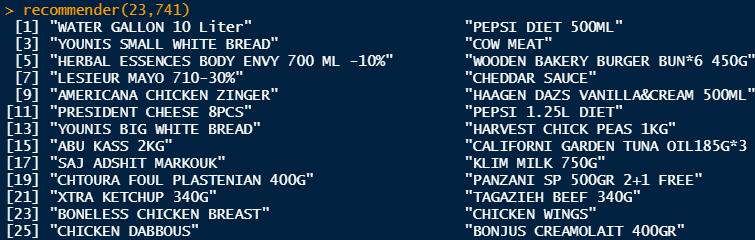 > recommender(23,741)
[1] "WATER GALLON 10 Liter" "PEPSI DIET 500ML"
[3] "YOUNIS SMALL WHITE BREAD" "COW MEAT"
[5] "HERBAL ESSENCES BODY ENVY 700 ML -10%" "WOODEN BAKERY BURGER BUN*6 450G"
[7] "LESIEUR MAYO 710-30%" "CHEDDAR SAUCE"
[9] "AMERICANA CHICKEN ZINGER" "HAAGEN DAZS VANILLA&CREAM 500ML"
[11] "PRESIDENT CHEESE 8PCS" "PEPSI 1.25L DIET"
[13] "YOUNIS BIG WHITE BREAD" "HARVEST CHICK PEAS 1KG"
[15] "ABU KASS 2KG" "CALIFORNI GARDEN TUNA OIL185G*3
[17] "SAJ ADSHIT MARKOUK" "KLIM MILK 750G"
[19] "CHTOURA FOUL PLASTENIAN 400G" "PANZANI SP 500GR 2+1 FREE"
[21] "XTRA KETCHUP 340G" "TAGAZIEH BEEF 340G"
[23] "BONELESS CHICKEN BREAST" "CHICKEN WINGS"
[25] "CHICKEN DABBOUS" "BONJUS CREAMOLAIT 400GR"